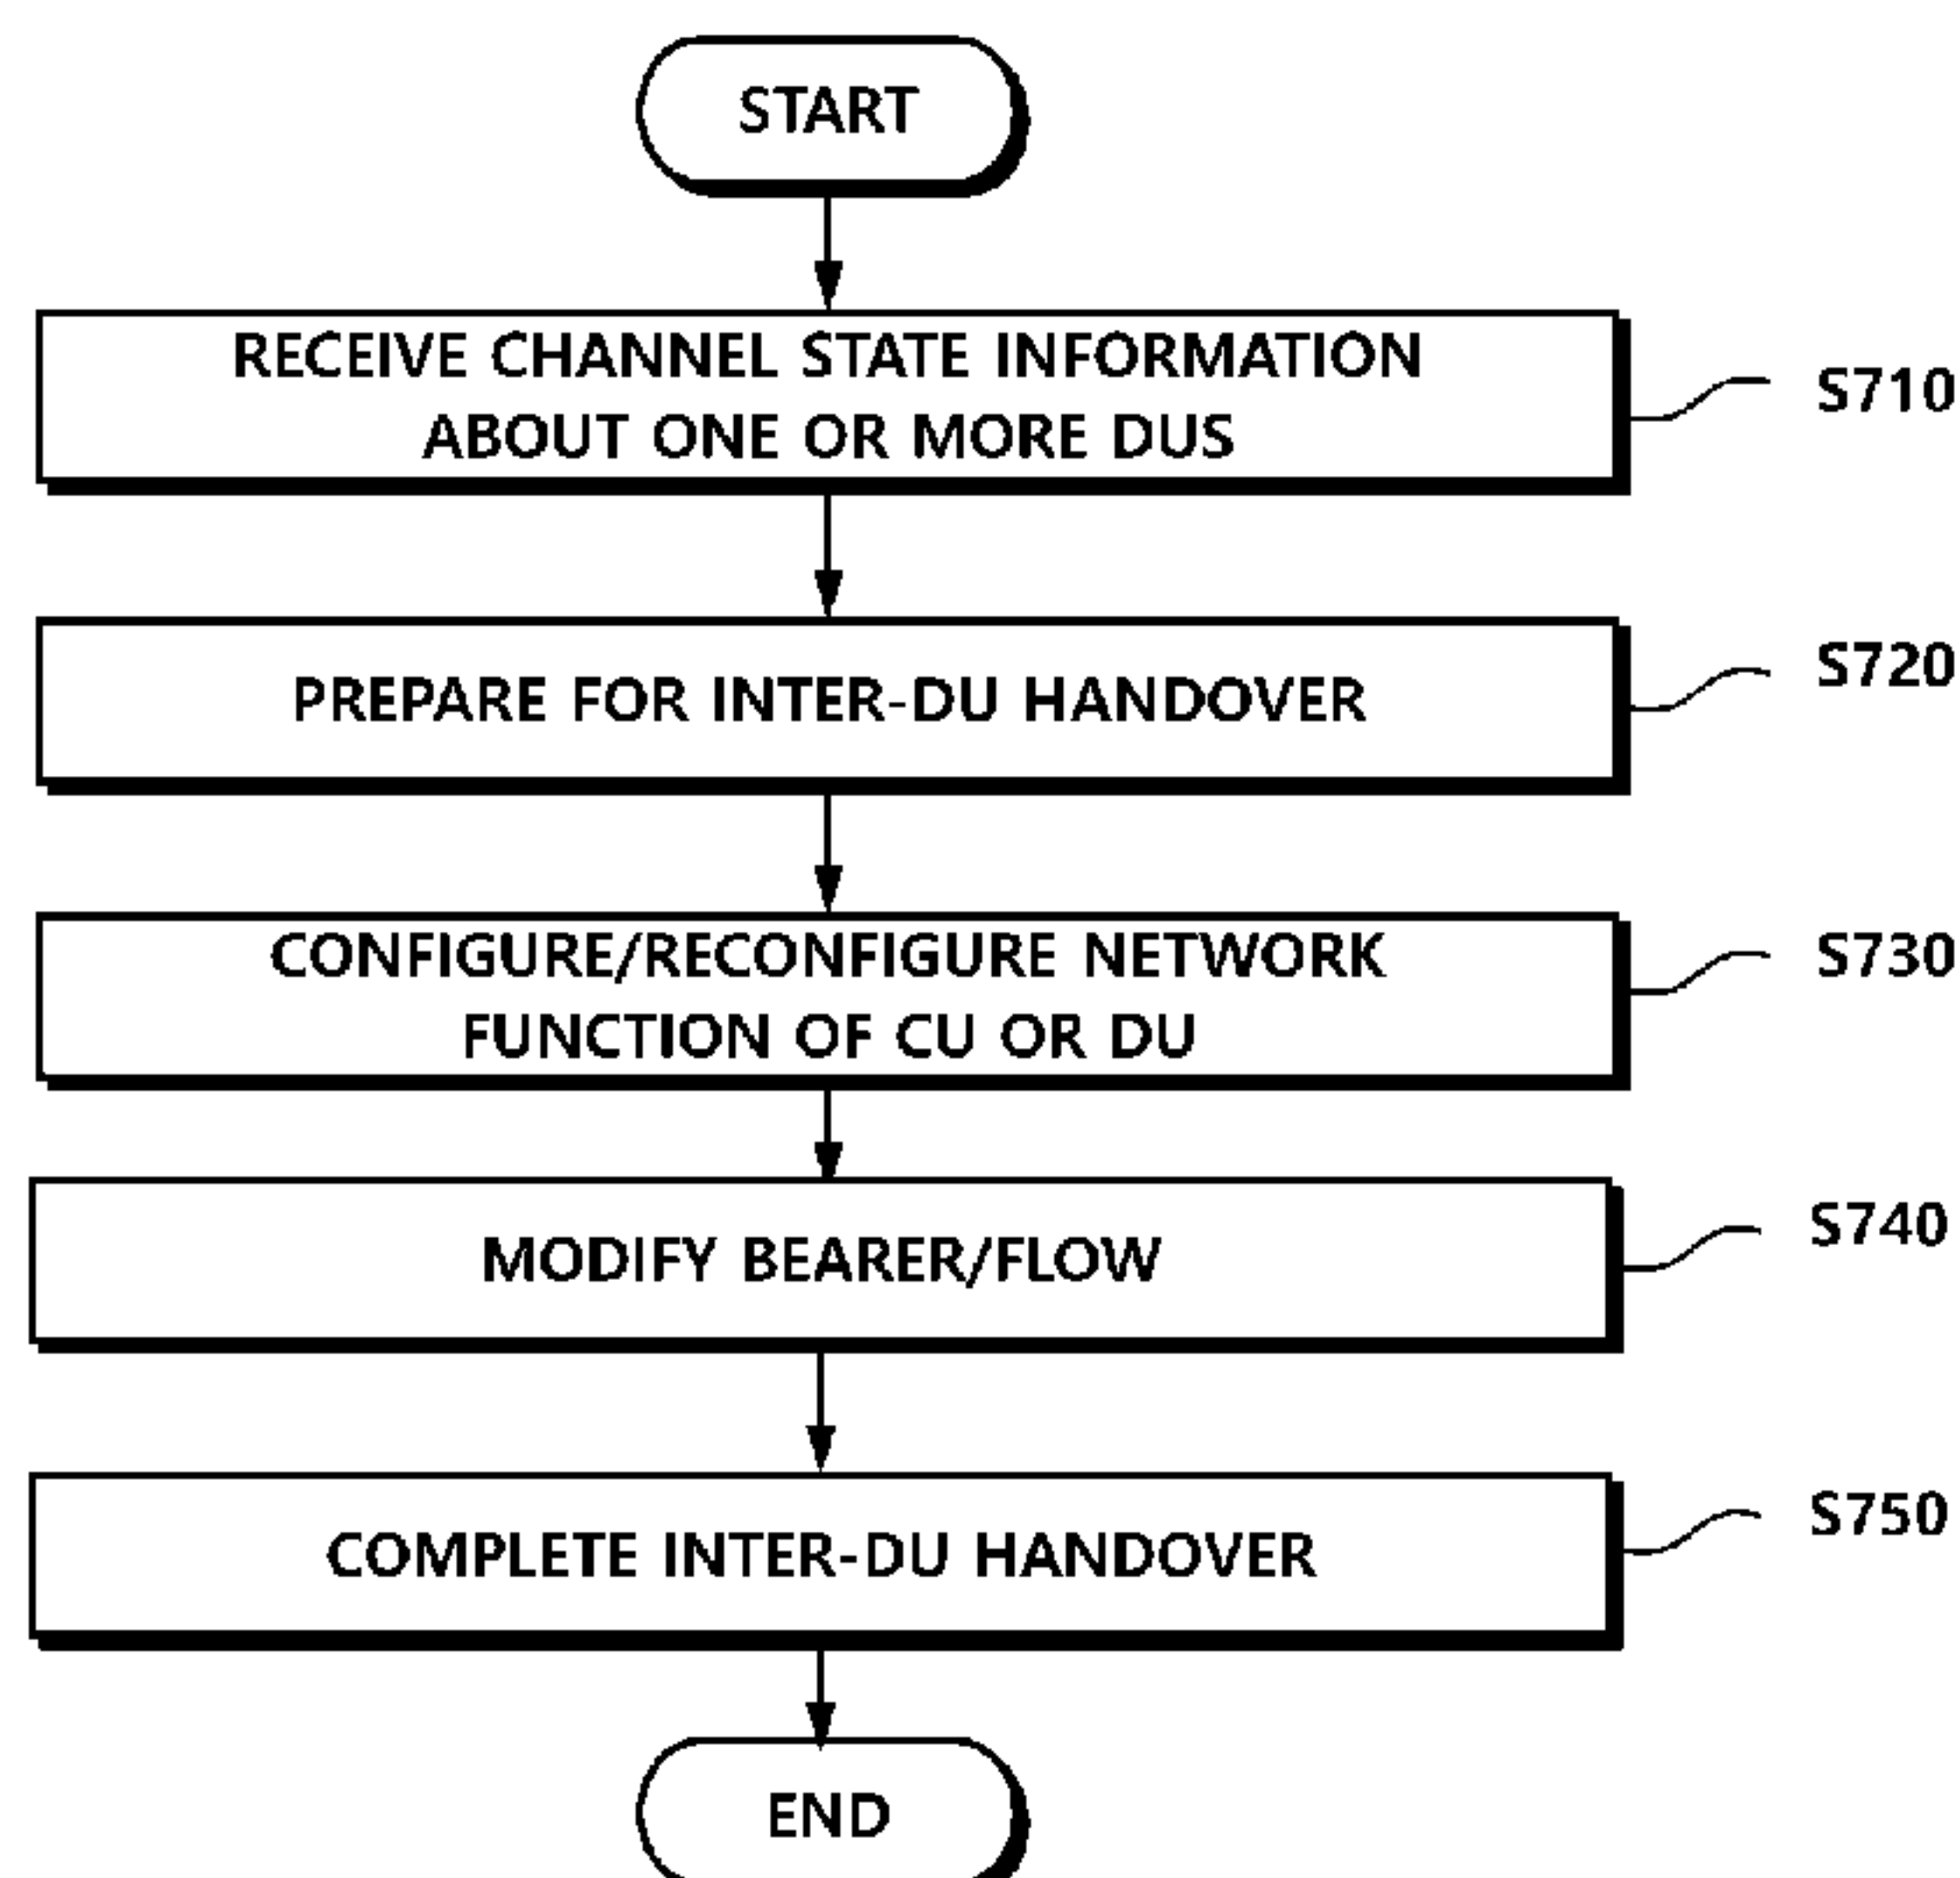 START
RECEIVE CHANNEL STATE INFORMATION
ABOUT ONE OR MORE DUS
S710
PREPARE FOR INTER-DU HANDOVER
S720
CONFIGURE/RECONFIGURE NETWORK
FUNCTION OF CU OR DU
S730
MODIFY BEARER/FLOW
S740
COMPLETE INTER-DU HANDOVER
S750
END